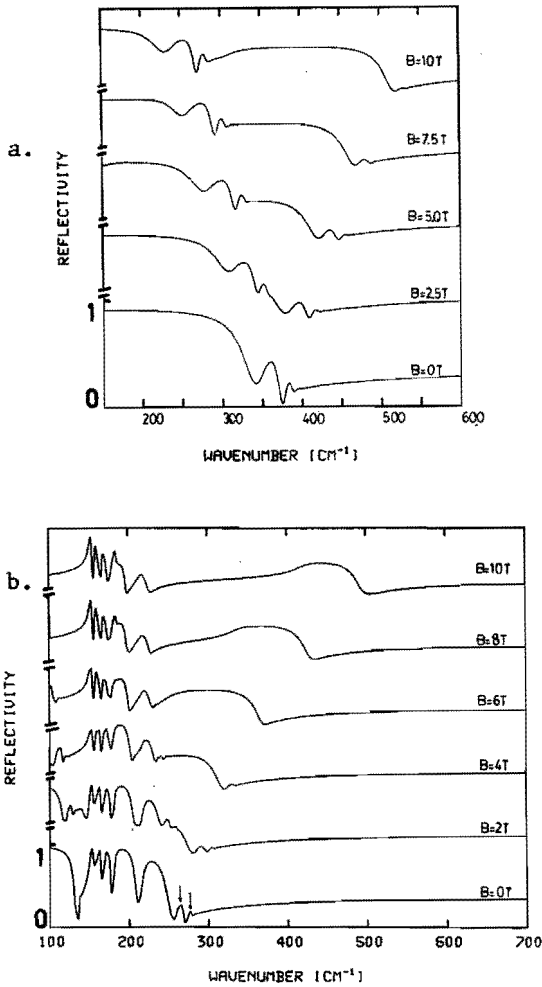 a.
REFLECTIVITY
B=10T
B=7.5T
B=5.0T
B=2.5T
B=0T
1
0
200 300 400 500 600
WAVENUMBER [CM⁻¹]
b.
REFLECTIVITY
B=10T
B=8T
B=6T
B=4T
B=2T
B=0T
1
0
100 200 300 400 500 600 700
WAVENUMBER [CM⁻¹]